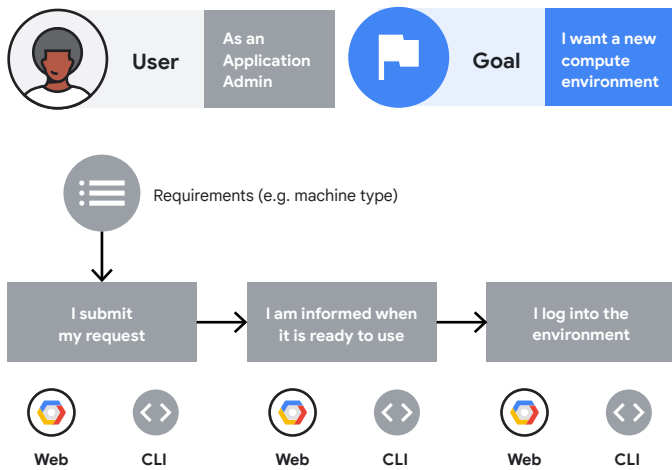 User
As an
Application
Admin
Goal
I want a new
compute
environment
Requirements (e.g. machine type)
I submit
my request
I am informed when
it is ready to use
I log into the
environment
Web
CLI
Web
CLI
Web
CLI